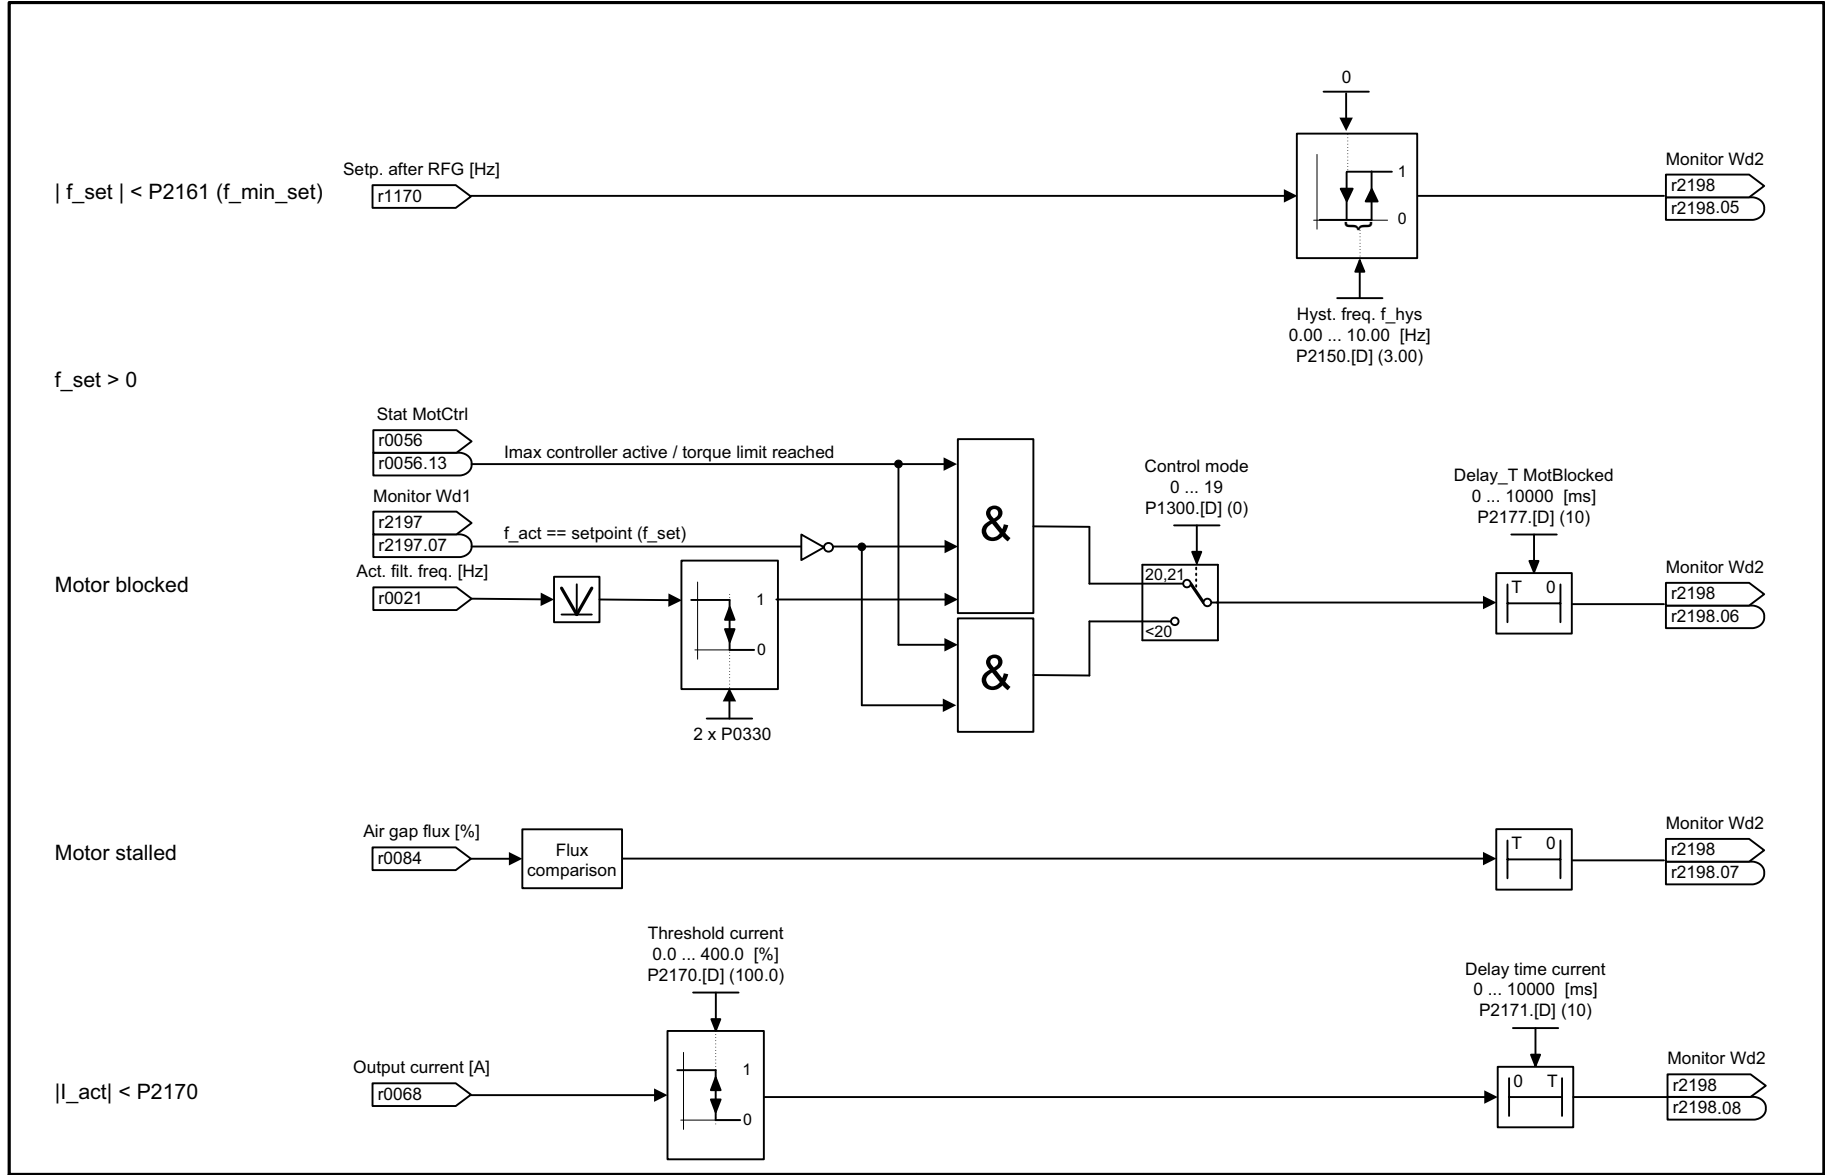 0
Setp. after RFG [Hz]
| f_set | < P2161 (f_min_set)
r1170
1
0
Monitor Wd2
r2198
r2198.05
Hyst. freq. f_hys
0.00 ... 10.00 [Hz]
P2150.[D] (3.00)
f_set > 0
Stat MotCtrl
r0056
r0056.13
Imax controller active / torque limit reached
Monitor Wd1
r2197
r2197.07
f_act == setpoint (f_set)
Act. filt. freq. [Hz]
Motor blocked
r0021
1
0
2 x P0330
&
&
Control mode
0 ... 19
P1300.[D] (0)
20,21
<20
Delay_T MotBlocked
0 ... 10000 [ms]
P2177.[D] (10)
T 0
Monitor Wd2
r2198
r2198.06
Motor stalled
Air gap flux [%]
r0084
Flux
comparison
T 0
Monitor Wd2
r2198
r2198.07
Threshold current
0.0 ... 400.0 [%]
P2170.[D] (100.0)
|I_act| < P2170
Output current [A]
r0068
1
0
Delay time current
0 ... 10000 [ms]
P2171.[D] (10)
0 T
Monitor Wd2
r2198
r2198.08